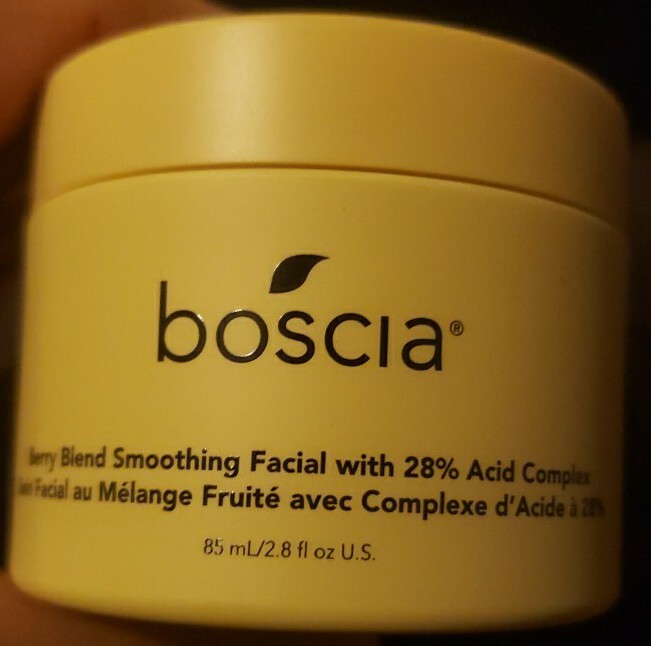 boscia®
Berry Blend Smoothing Facial with 28% Acid Complex
Facial au Mélange Fruité avec Complexe d'Acide à 28%
85 mL/2.8 fl oz U.S.